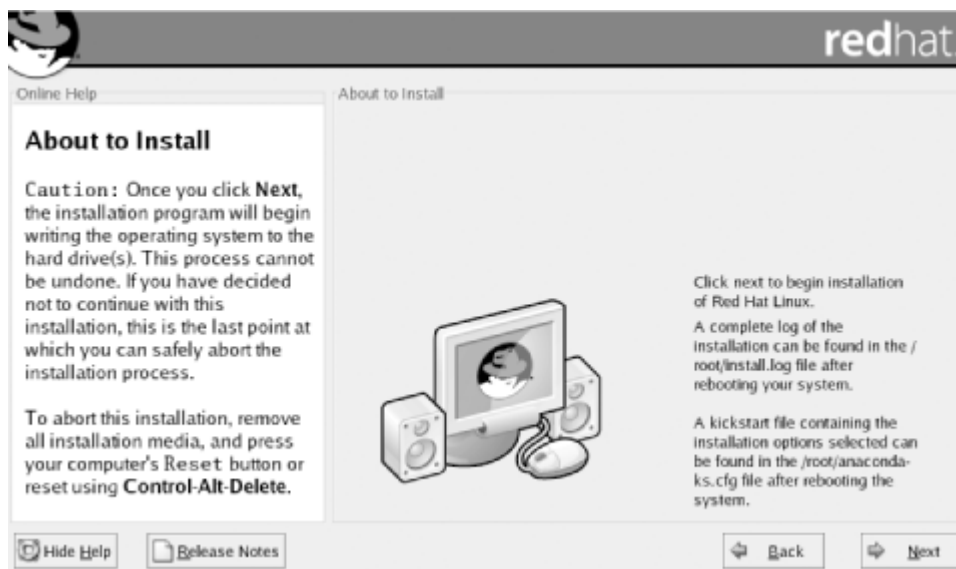 redhat.
Online Help
About to Install
Caution: Once you click Next,
the installation program will begin
writing the operating system to the
hard drive(s). This process cannot
be undone. If you have decided
not to continue with this
installation, this is the last point at
which you can safely abort the
installation process.
To abort this installation, remove
all installation media, and press
your computer's Reset button or
reset using Control-Alt-Delete.
About to Install
Click next to begin installation
of Red Hat Linux.
A complete log of the
installation can be found in the /
root/install.log file after
rebooting your system.
A kickstart file containing the
installation options selected can
be found in the /root/anaconda-
ks.cfg file after rebooting the
system.
Hide Help
Release Notes
Back
Next